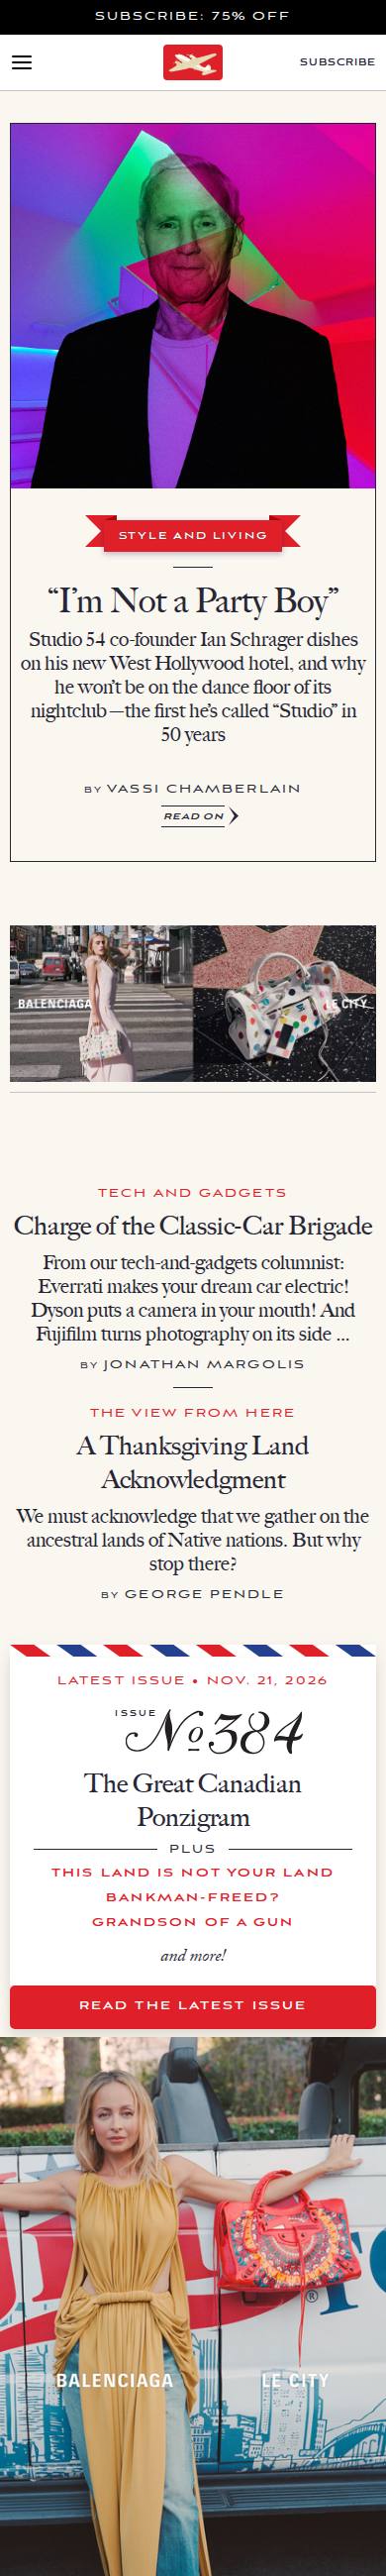 SUBSCRIBE: 75% OFF
SUBSCRIBE
STYLE AND LIVING
“I’m Not a Party Boy”
Studio 54 co-founder Ian Schrager dishes
on his new West Hollywood hotel, and why
he won’t be on the dance floor of its
nightclub—the first he’s called “Studio” in
50 years
BY VASSI CHAMBERLAIN
READ ON
BALENCIAGA
LE CITY
TECH AND GADGETS
Charge of the Classic-Car Brigade
From our tech-and-gadgets columnist:
Everrati makes your dream car electric!
Dyson puts a camera in your mouth! And
Fujifilm turns photography on its side …
BY JONATHAN MARGOLIS
THE VIEW FROM HERE
A Thanksgiving Land
Acknowledgment
We must acknowledge that we gather on the
ancestral lands of Native nations. But why
stop there?
BY GEORGE PENDLE
LATEST ISSUE • NOV. 21, 2026
ISSUE No 384
The Great Canadian
Ponzigram
PLUS
THIS LAND IS NOT YOUR LAND
BANKMAN-FREED?
GRANDSON OF A GUN
and more!
READ THE LATEST ISSUE
®
BALENCIAGA
LE CITY